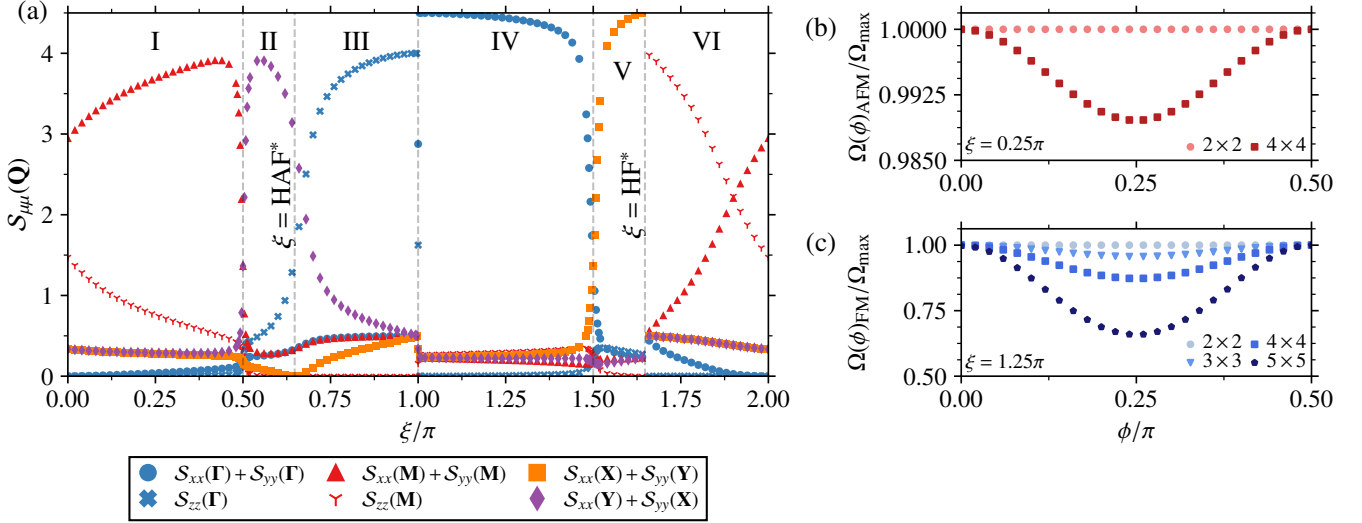 (a)
I II III IV V VI
ξ = HAF*
ξ = HF*
S_μμ(Q)
5
4
3
2
1
0
0.00 0.25 0.50 0.75 1.00 1.25 1.50 1.75 2.00
ξ/π
S_xx(Γ) + S_yy(Γ) S_xx(M) + S_yy(M) S_xx(X) + S_yy(Y)
S_zz(Γ) S_zz(M) S_xx(Y) + S_yy(X)
(b)
Ω(ϕ)_AFM/Ω_max
1.0000
0.9925
0.9850
ξ = 0.25π
2 × 2 4 × 4
0.00 0.25 0.50
(c)
Ω(ϕ)_FM/Ω_max
1.00
0.75
0.50
2 × 2 4 × 4
ξ = 1.25π 3 × 3 5 × 5
0.00 0.25 0.50
ϕ/π